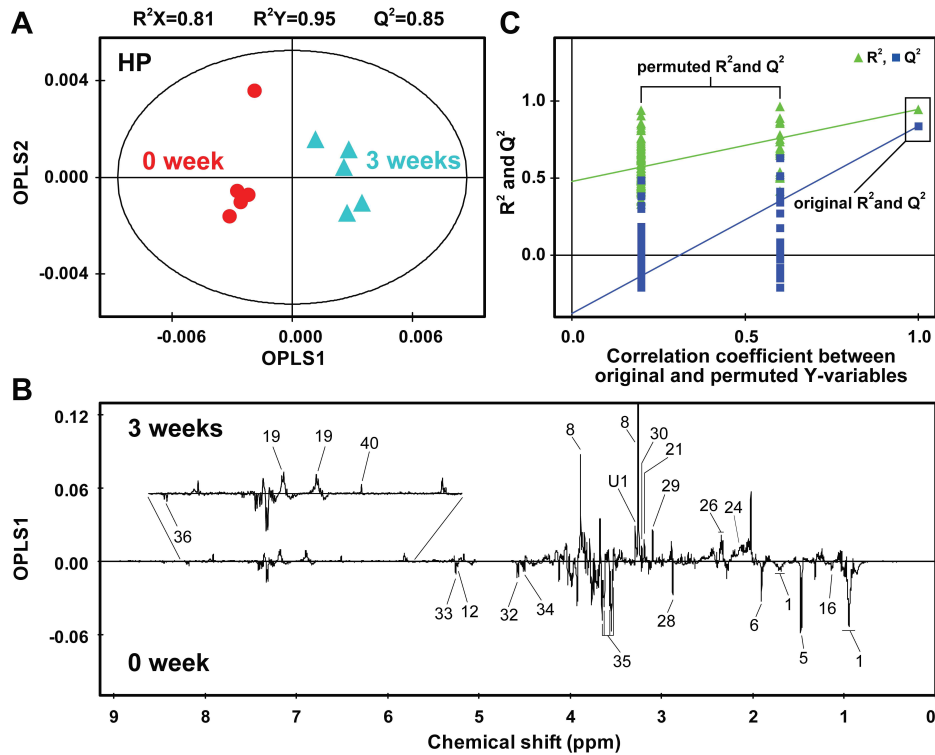 A
R²X=0.81 R²Y=0.95 Q²=0.85
HP
0 week
3 weeks
0.004
0.000
-0.004
OPLS2
-0.006 0.000 0.006
OPLS1
C
R², Q²
permuted R²and Q²
original R²and Q²
1.0
0.5
0.0
R² and Q²
0.0 0.5 1.0
Correlation coefficient between
original and permuted Y-variables
B
3 weeks
0 week
0.12
0.06
0.00
-0.06
OPLS1
19 19 40
36
8 8 30
21
U1 29
26 24
33 12 32 34
35
28
6 1 5 16 1
9 8 7 6 5 4 3 2 1 0
Chemical shift (ppm)